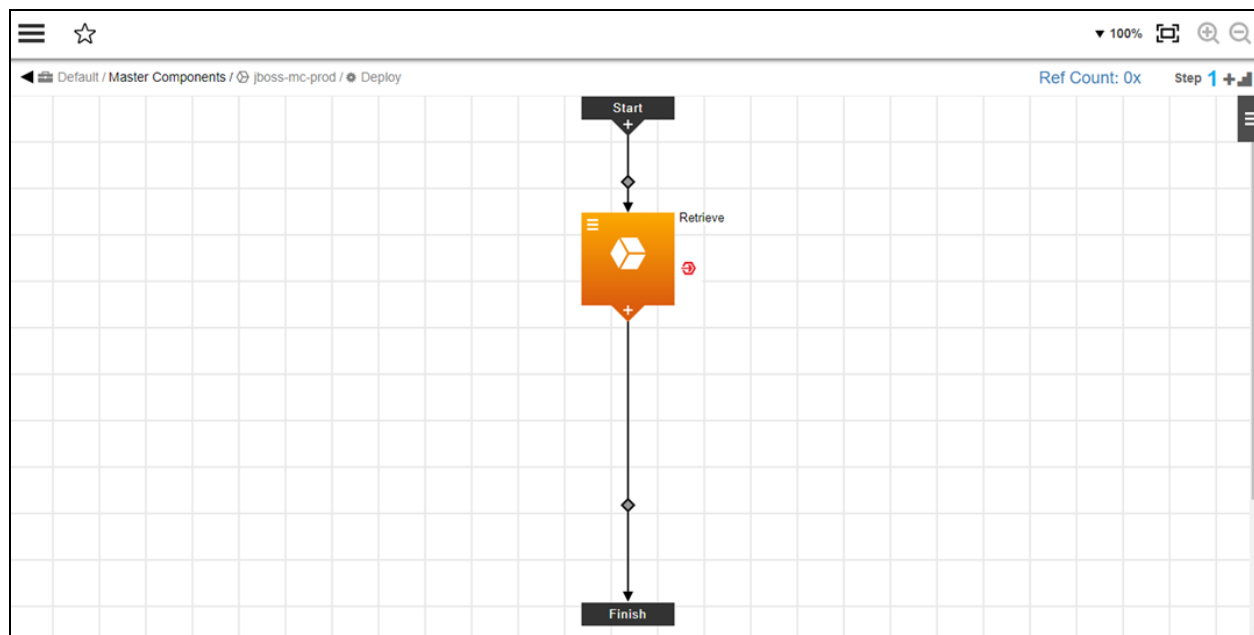 ▼ 100%
Default / Master Components / jboss-mc-prod / Deploy
Ref Count: 0x
Step 1
Start
Retrieve
Finish